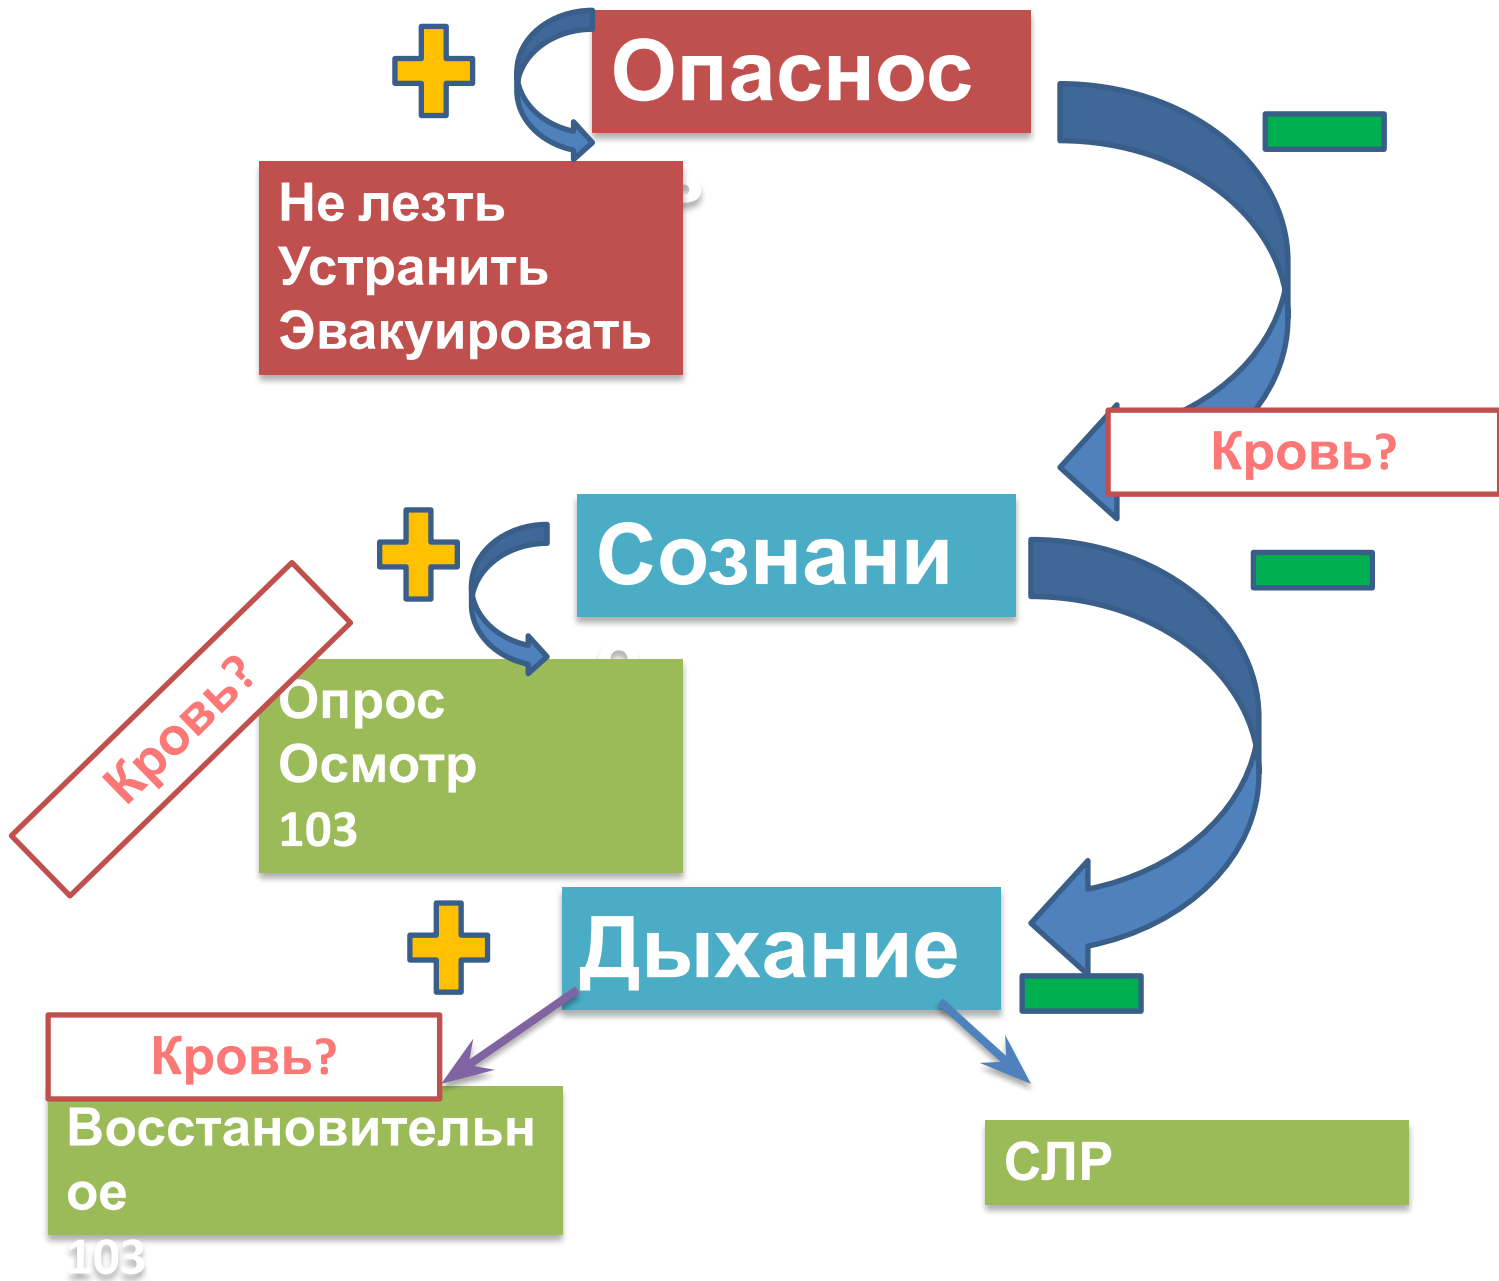 Опаснос
Не лезть
Устранить
Эвакуировать
Кровь?
Сознани
Кровь?
Опрос
Осмотр
103
Дыхание
Кровь?
Восстановительн
ое
103
СЛР